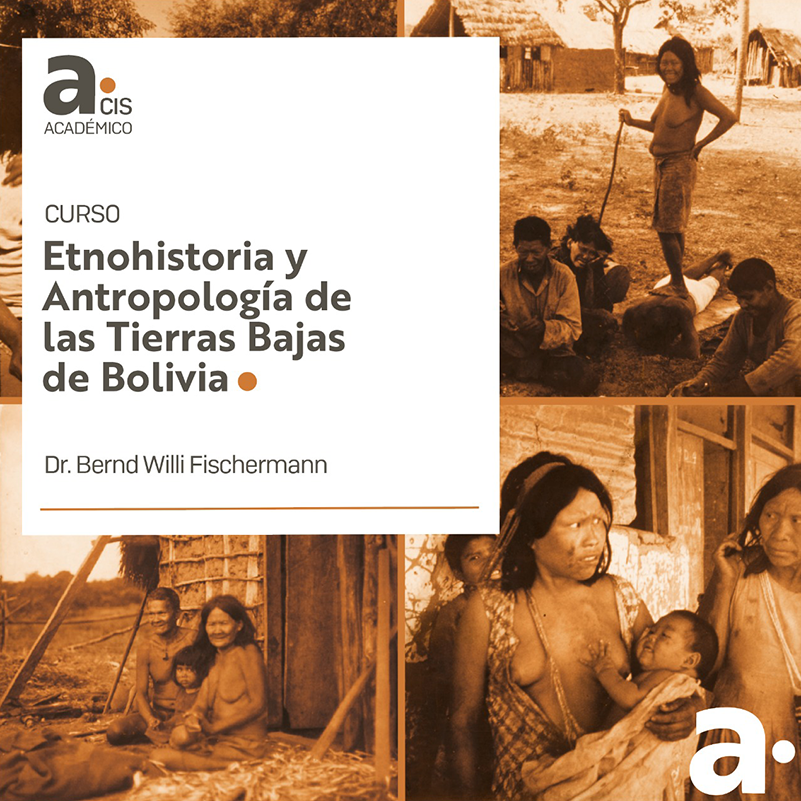 a.
CIS
ACADÉMICO
CURSO
Etnohistoria y
Antropología de
las Tierras Bajas
de Bolivia
Dr. Bernd Willi Fischermann
a.